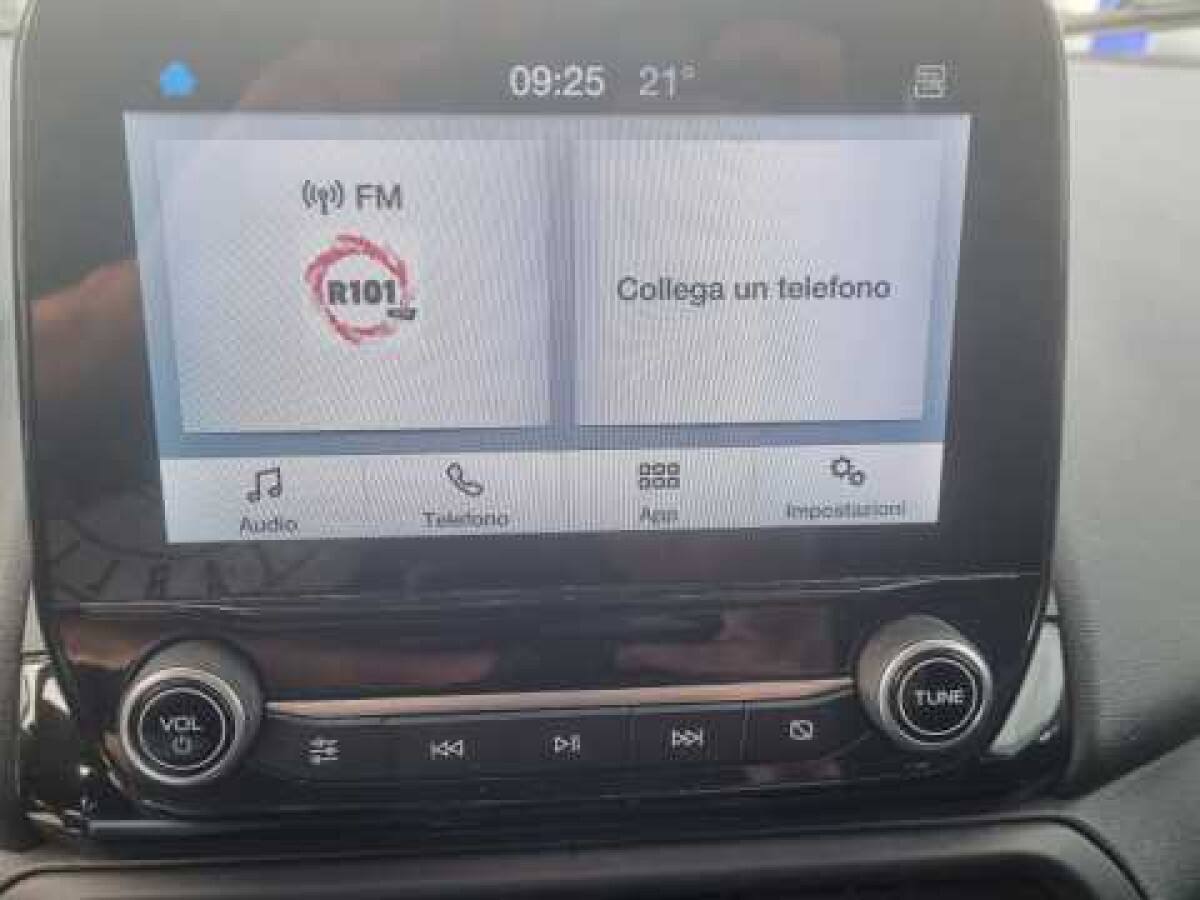 09:25 21°
FM
R101
Collega un telefono
Audio
Telefono
App
Impostazioni
VOL
TUNE